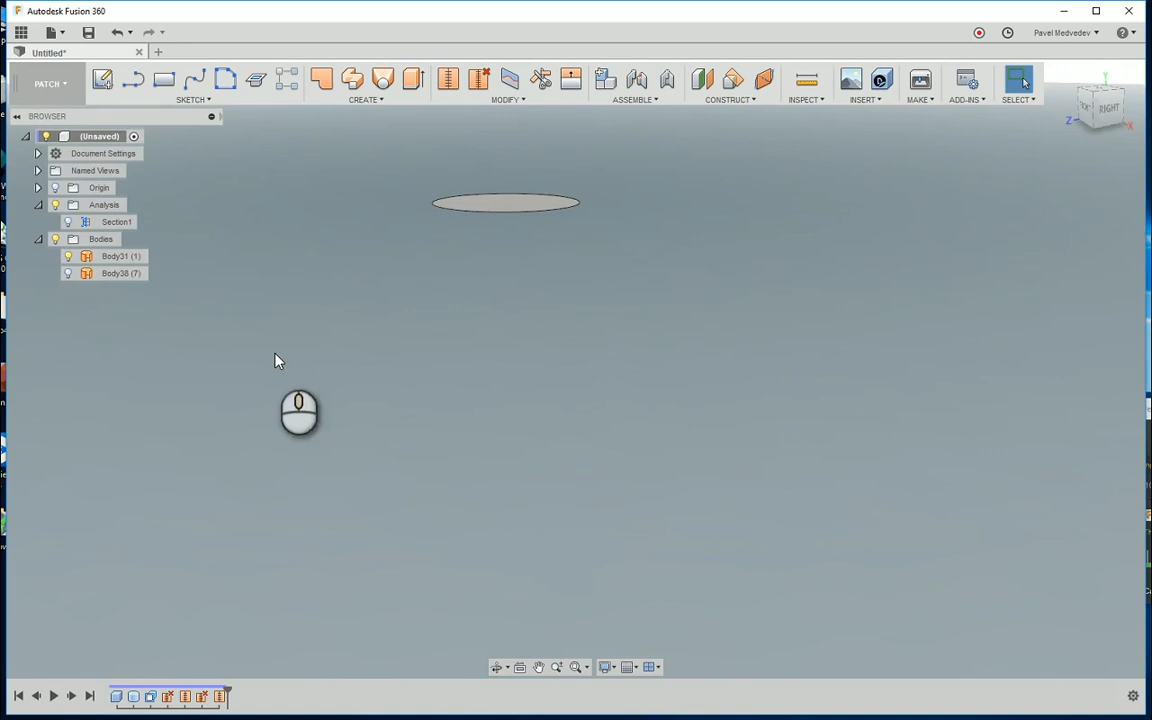 Autodesk Fusion 360
Pavel Medvedev
Untitled*
PATCH
SKETCH
CREATE
MODIFY
ASSEMBLE
CONSTRUCT
INSPECT
INSERT
MAKE
ADD-INS
SELECT
RIGHT
Y
Z
X
BROWSER
(Unsaved)
Document Settings
Named Views
Origin
Analysis
Section1
Bodies
Body31 (1)
Body38 (7)